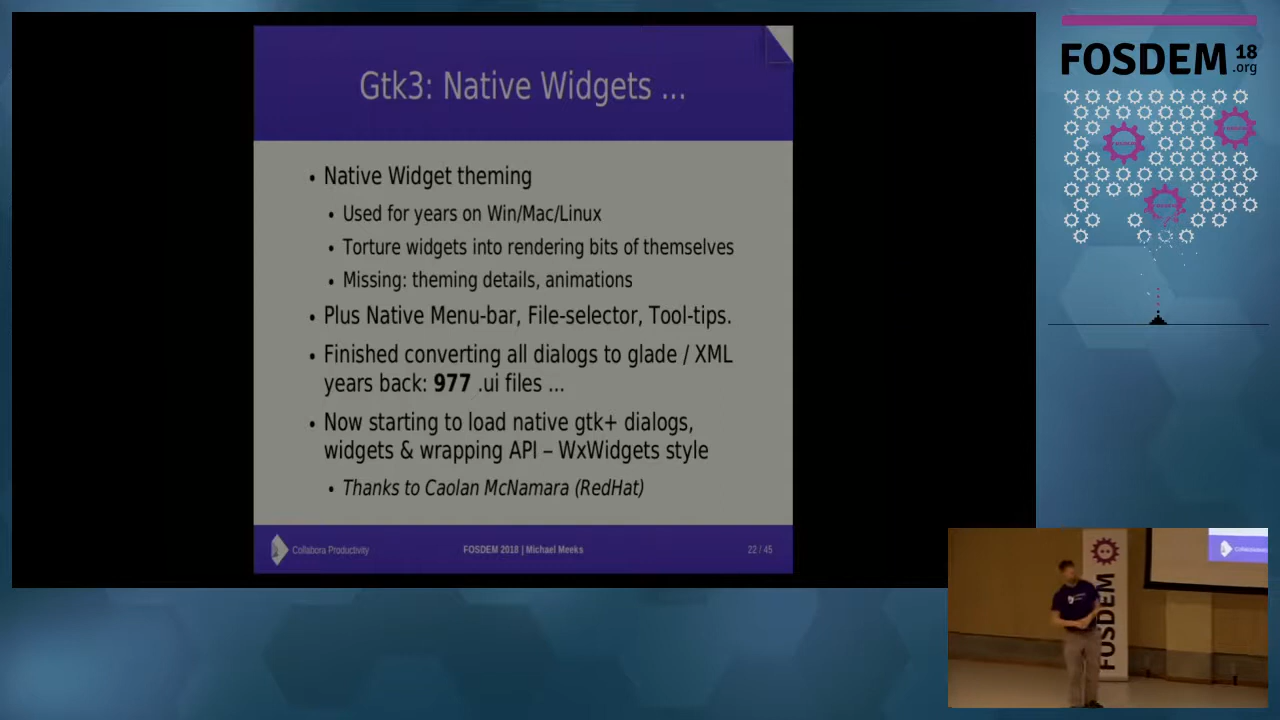 Gtk3: Native Widgets ...
• Native Widget theming
• Used for years on Win/Mac/Linux
• Torture widgets into rendering bits of themselves
• Missing: theming details, animations
• Plus Native Menu-bar, File-selector, Tool-tips.
• Finished converting all dialogs to glade / XML
years back: 977 .ui files ...
• Now starting to load native gtk+ dialogs,
widgets & wrapping API – WxWidgets style
• Thanks to Caolan McNamara (RedHat)
Collabora Productivity
FOSDEM 2018 | Michael Meeks
22 / 45
FOSDEM 18
.org
FOSDEM